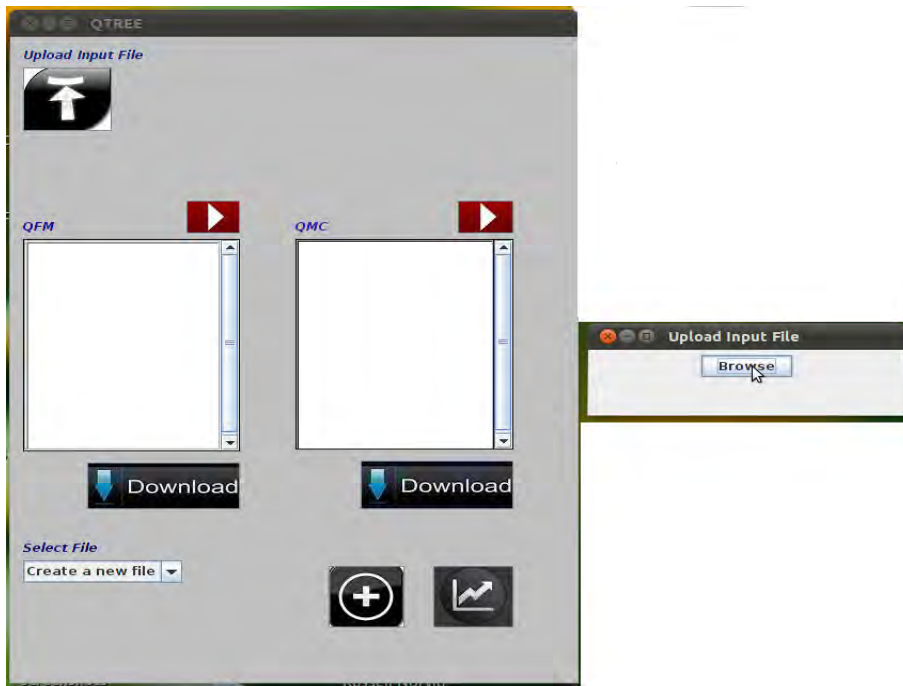 QTREE
Upload Input File
QFM
QMC
Download
Download
Select File
Create a new file
Upload Input File
Browse